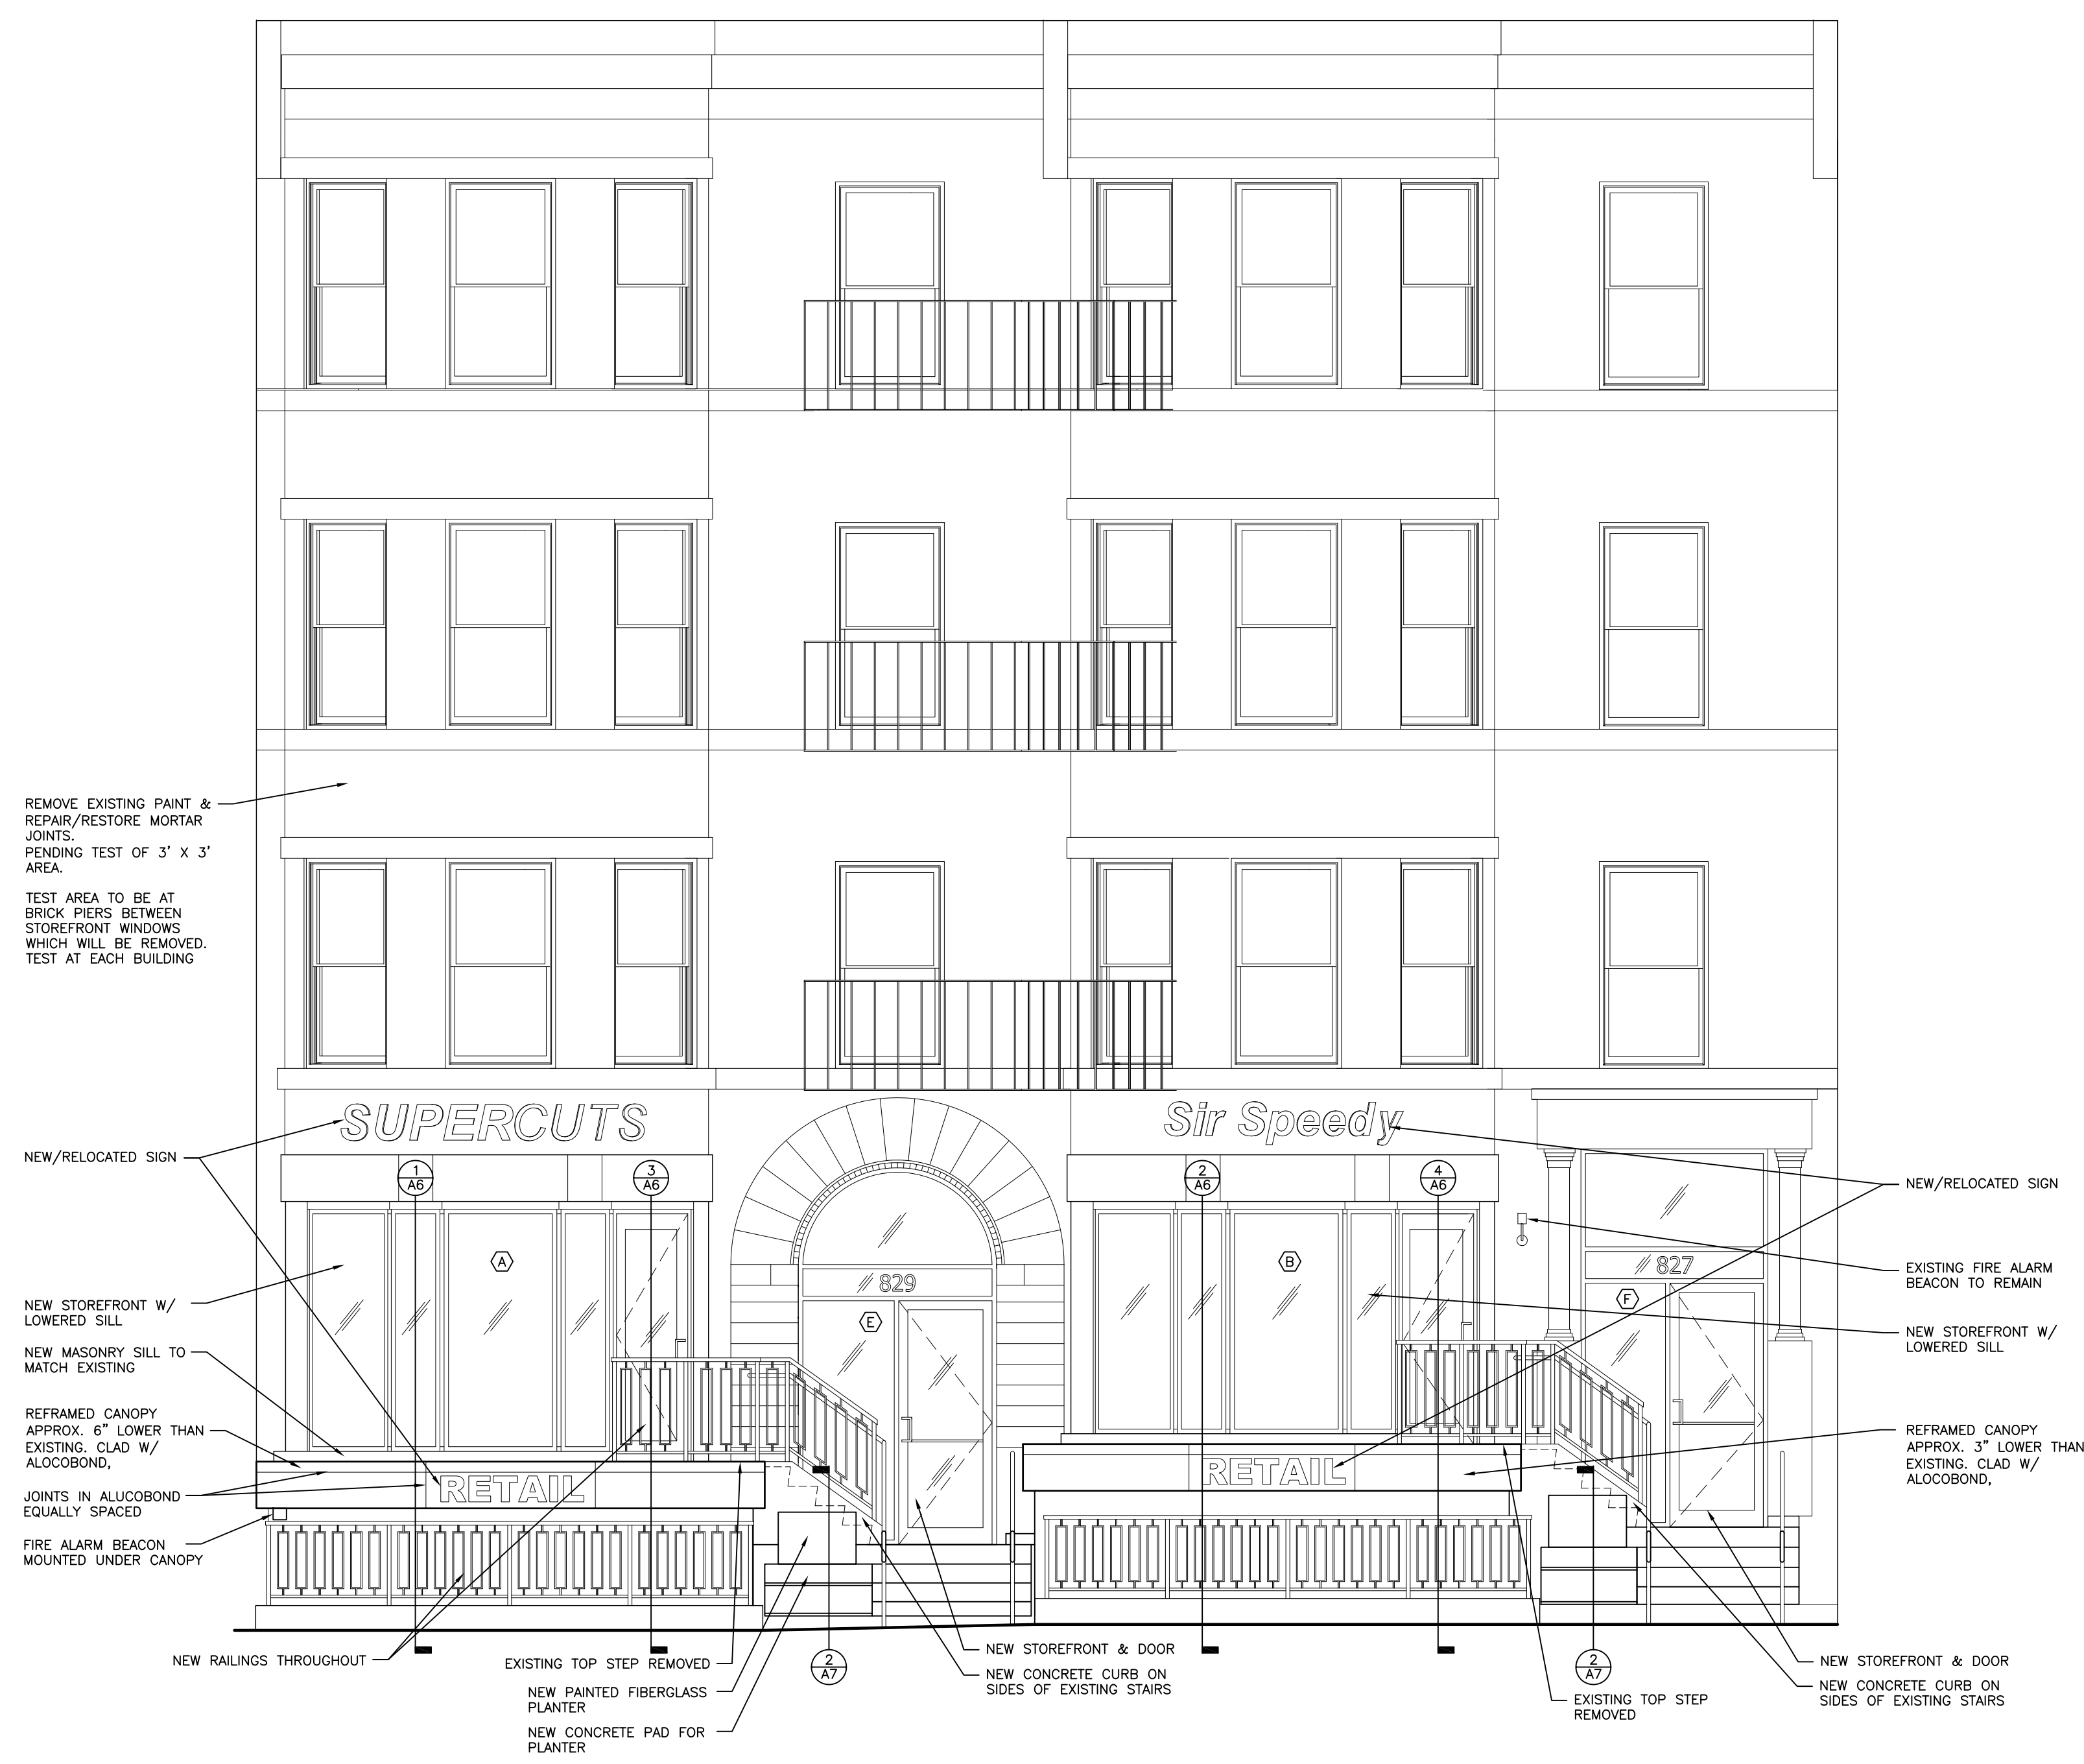 REMOVE EXISTING PAINT &
REPAIR/RESTORE MORTAR
JOINTS.
PENDING TEST OF 3' X 3'
AREA.
TEST AREA TO BE AT
BRICK PIERS BETWEEN
STOREFRONT WINDOWS
WHICH WILL BE REMOVED.
TEST AT EACH BUILDING
NEW/RELOCATED SIGN
NEW STOREFRONT W/
LOWERED SILL
NEW MASONRY SILL TO
MATCH EXISTING
REFRAMED CANOPY
APPROX. 6" LOWER THAN
EXISTING. CLAD W/
ALOCOBOND,
JOINTS IN ALUCOBOND
EQUALLY SPACED
FIRE ALARM BEACON
MOUNTED UNDER CANOPY
NEW RAILINGS THROUGHOUT
SUPERCUTS
1
A6
3
A6
A
RETAIL
829
E
Sir Speedy
2
A6
4
A6
B
RETAIL
827
F
EXISTING TOP STEP REMOVED
NEW PAINTED FIBERGLASS
PLANTER
NEW CONCRETE PAD FOR
PLANTER
2
A7
NEW STOREFRONT & DOOR
NEW CONCRETE CURB ON
SIDES OF EXISTING STAIRS
2
A7
EXISTING TOP STEP
REMOVED
NEW STOREFRONT & DOOR
NEW CONCRETE CURB ON
SIDES OF EXISTING STAIRS
NEW/RELOCATED SIGN
EXISTING FIRE ALARM
BEACON TO REMAIN
NEW STOREFRONT W/
LOWERED SILL
REFRAMED CANOPY
APPROX. 3" LOWER THAN
EXISTING. CLAD W/
ALOCOBOND,